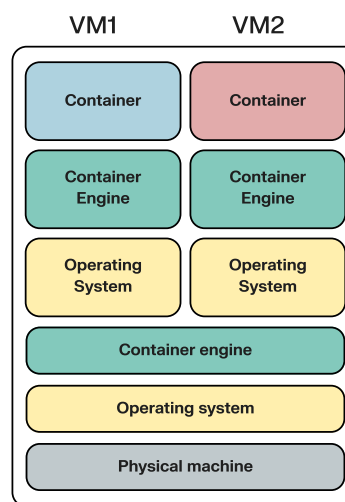 VM1 VM2
Container Container
Container Container
Engine Engine
Operating Operating
System System
Container engine
Operating system
Physical machine